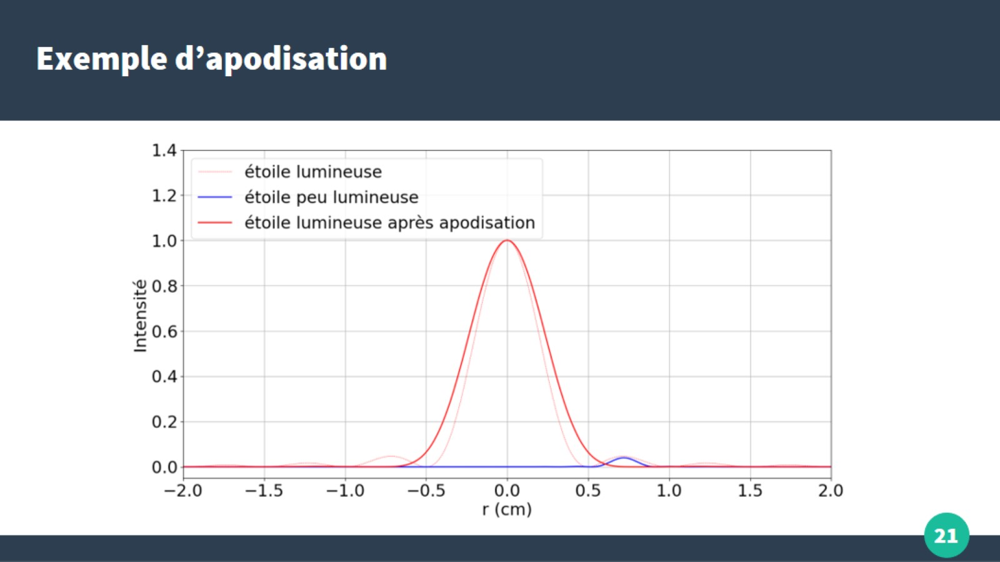 Exemple d’apodisation
1.4
1.2
1.0
0.8
0.6
0.4
0.2
0.0
Intensité
étoile lumineuse
étoile peu lumineuse
étoile lumineuse après apodisation
−2.0 −1.5 −1.0 −0.5 0.0 0.5 1.0 1.5 2.0
r (cm)
21